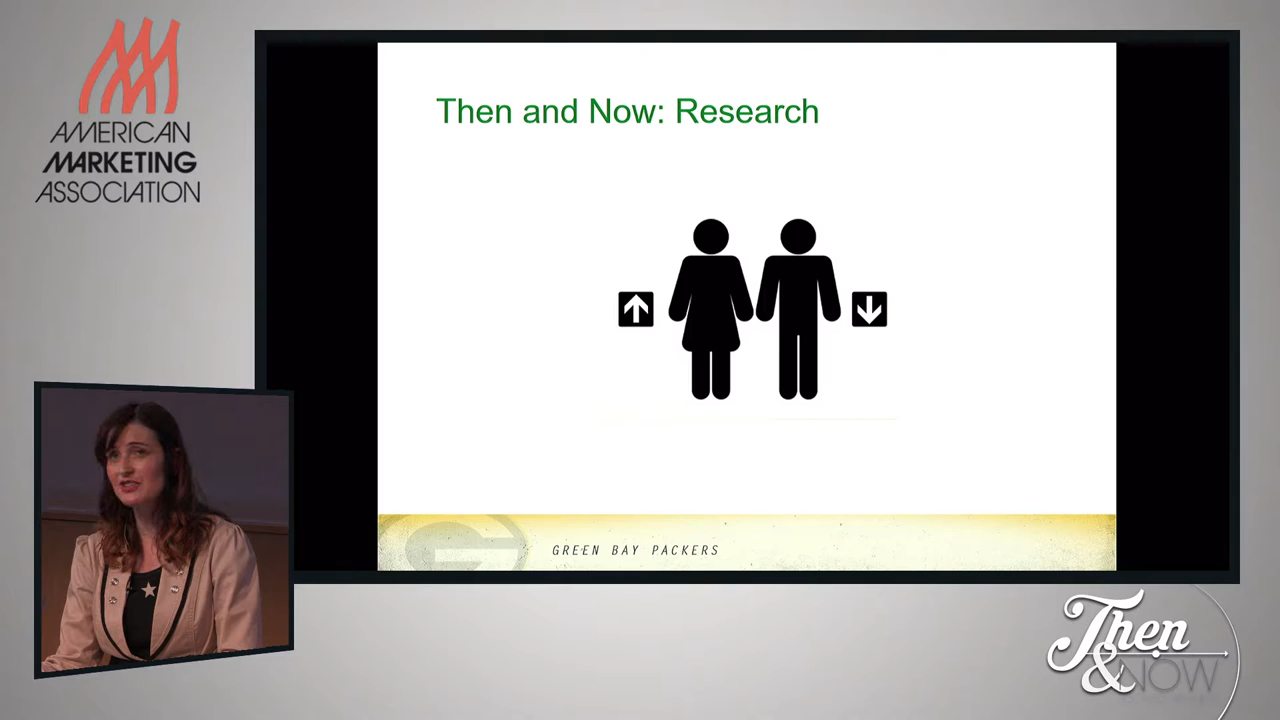 AMERICAN
MARKETING
ASSOCIATION
Then and Now: Research
GREEN BAY PACKERS
Then
& NOW